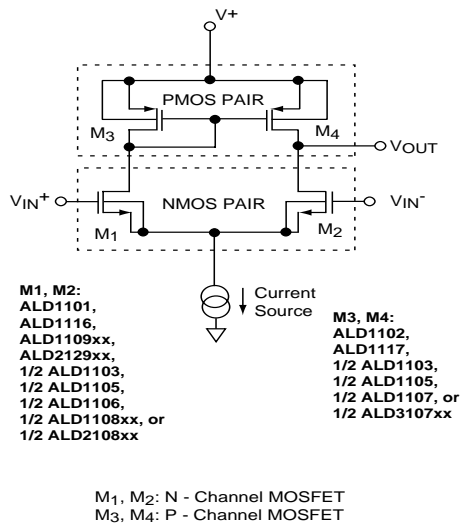 V+
PMOS PAIR
M3
M4
VOUT
VIN+
NMOS PAIR
VIN-
M1
M2
Current
Source
M1, M2:
ALD1101,
ALD1116,
ALD1109xx,
ALD2129xx,
1/2 ALD1103,
1/2 ALD1105,
1/2 ALD1106,
1/2 ALD1108xx, or
1/2 ALD2108xx
M3, M4:
ALD1102,
ALD1117,
1/2 ALD1103,
1/2 ALD1105,
1/2 ALD1107, or
1/2 ALD3107xx
M1, M2: N - Channel MOSFET
M3, M4: P - Channel MOSFET